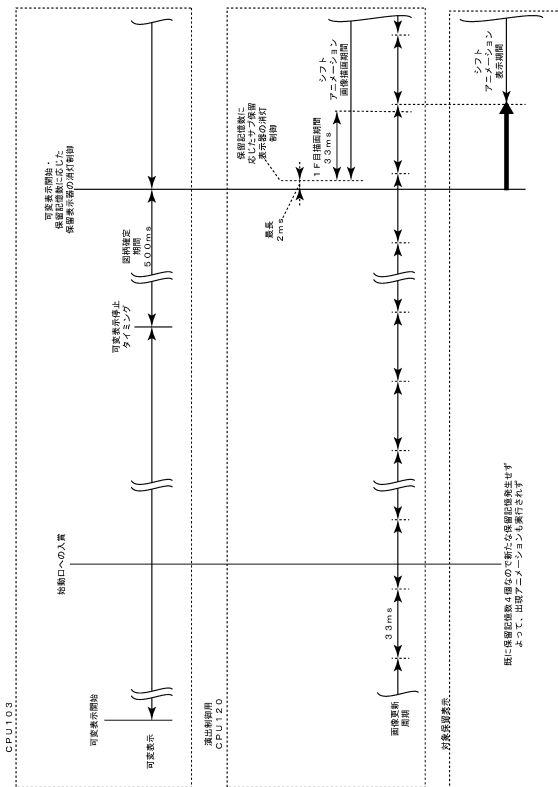 CPU103
可変表示開始
可変表示
始動口への入賞
可変表示停止
タイミング
図柄確定
期間
500ms
可変表示開始・
保留記憶数に応じた
保留表示器の消灯制御
演出制御用
CPU120
画像更新
周期
33ms
最長
2ms
保留記憶数に
応じたサブ保留
表示器の消灯
制御
1F目描画期間
33ms
シフト
アニメーション
画像描画期間
対象保留表示
既に保留記憶数4個なので新たな保留記憶発生せず
よって、出現アニメーションも実行されず
シフト
アニメーション
表示期間